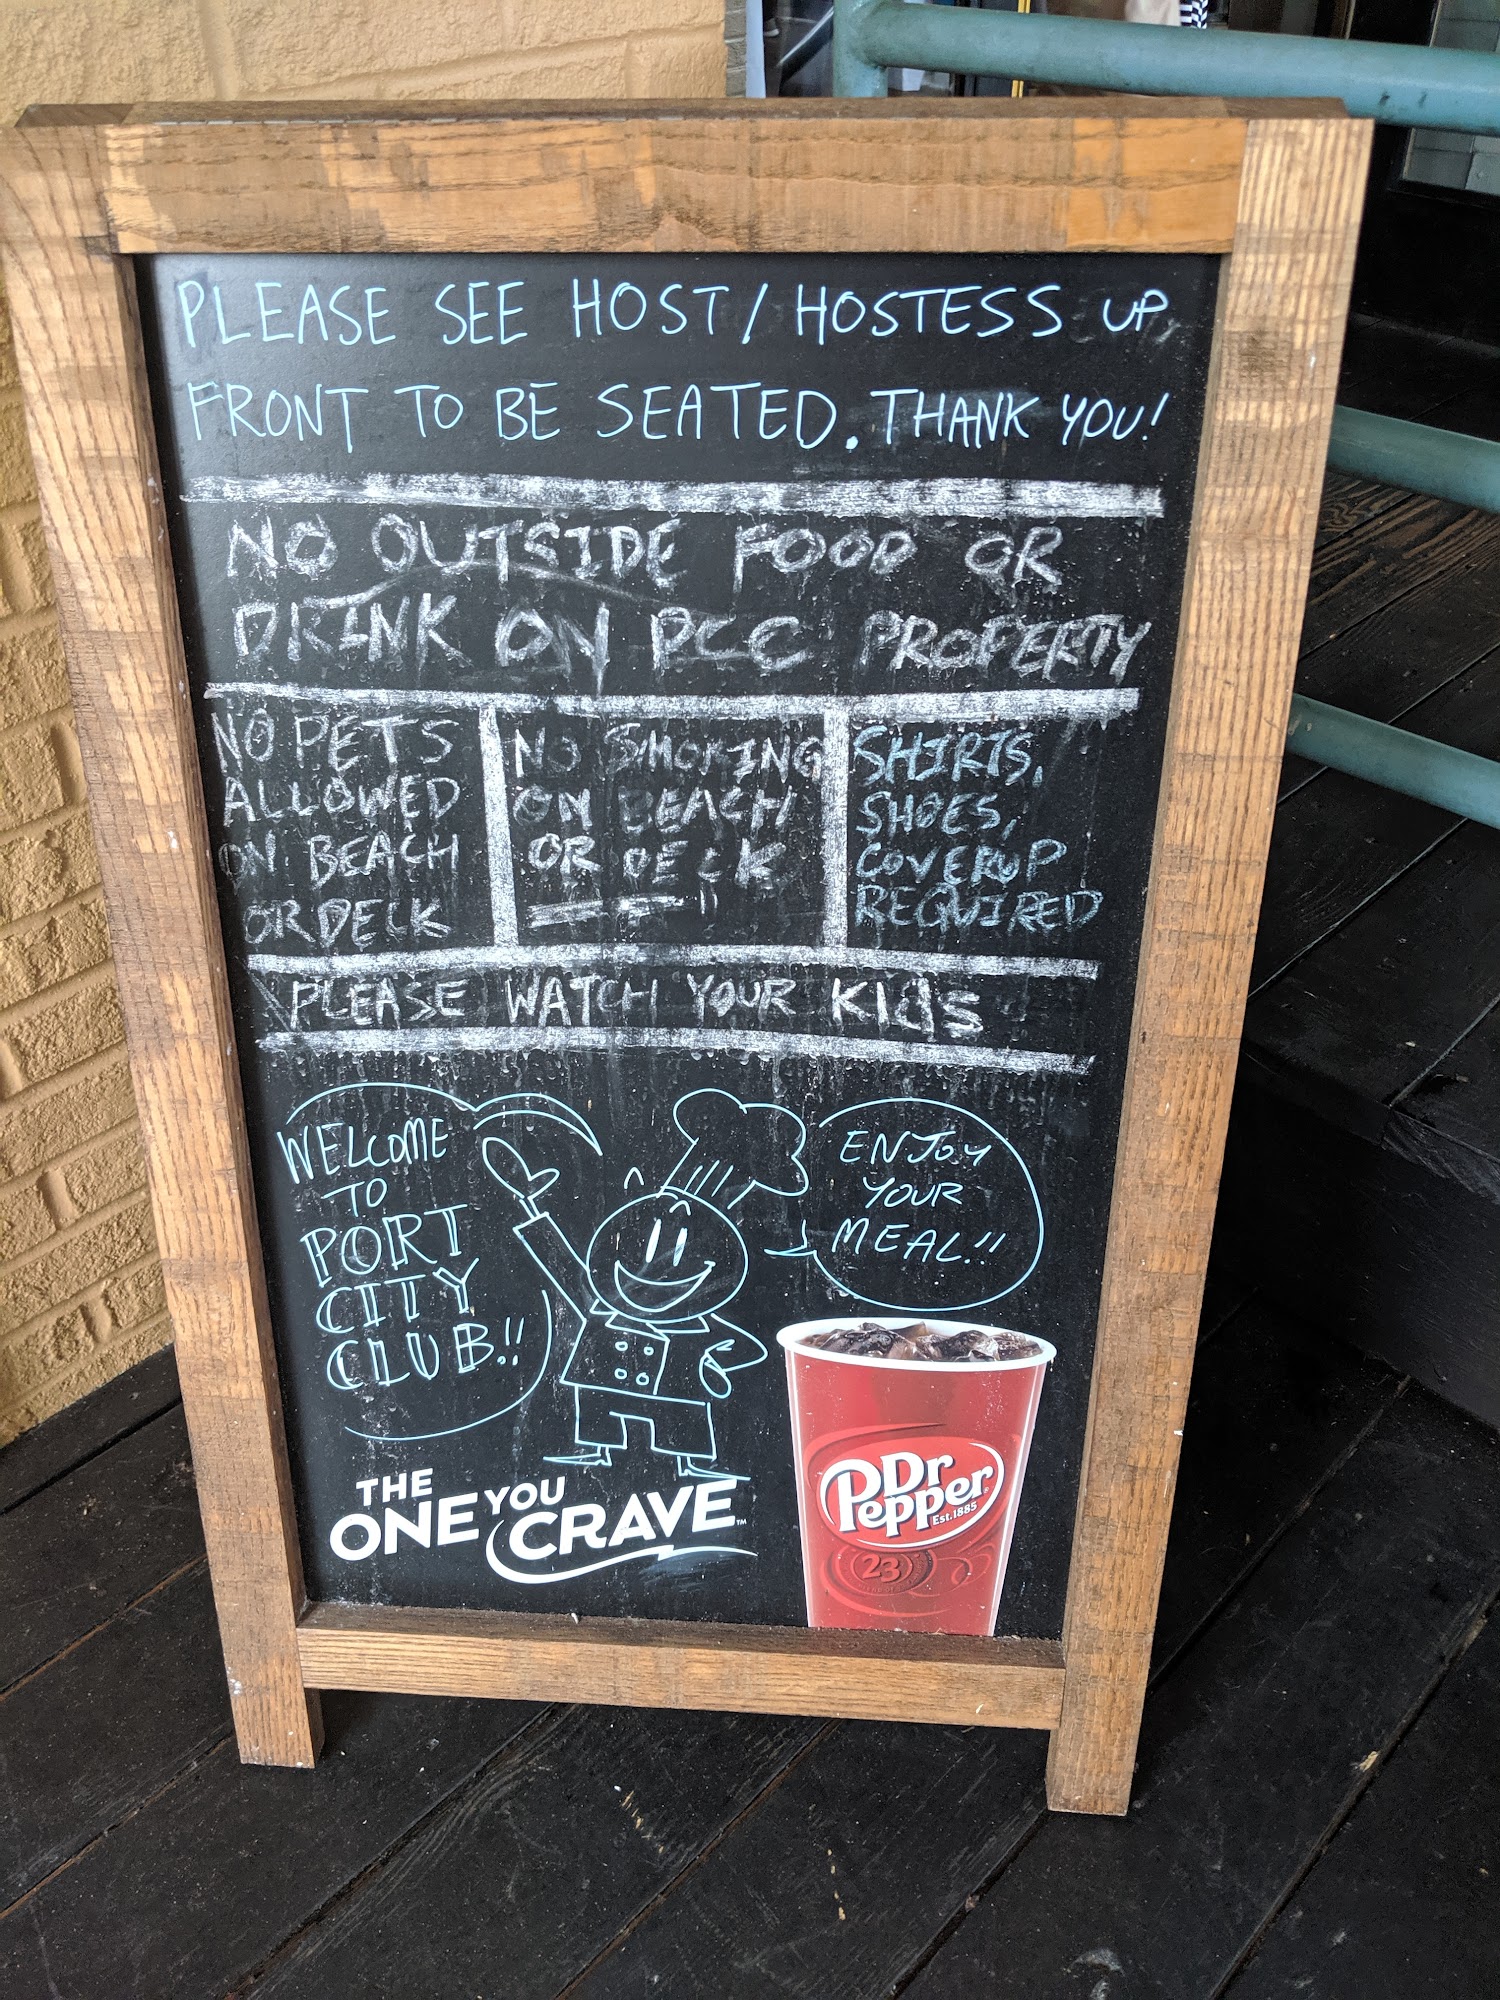 PLEASE SEE HOST / HOSTESS UP
FRONT TO BE SEATED. THANK YOU!
NO OUTSIDE FOOD OR
DRINK ON PCC PROPERTY
NO PETS
ALLOWED
ON BEACH
OR DECK
NO SMOKING
ON BEACH
OR DECK
SHIRTS,
SHOES,
COVERUP
REQUIRED
PLEASE WATCH YOUR KIDS
WELCOME
TO
PORT
CITY
CLUB!!
ENJOY
YOUR
MEAL!!
THE
ONE YOU
CRAVE™
Dr
Pepper®
Est.1885
23